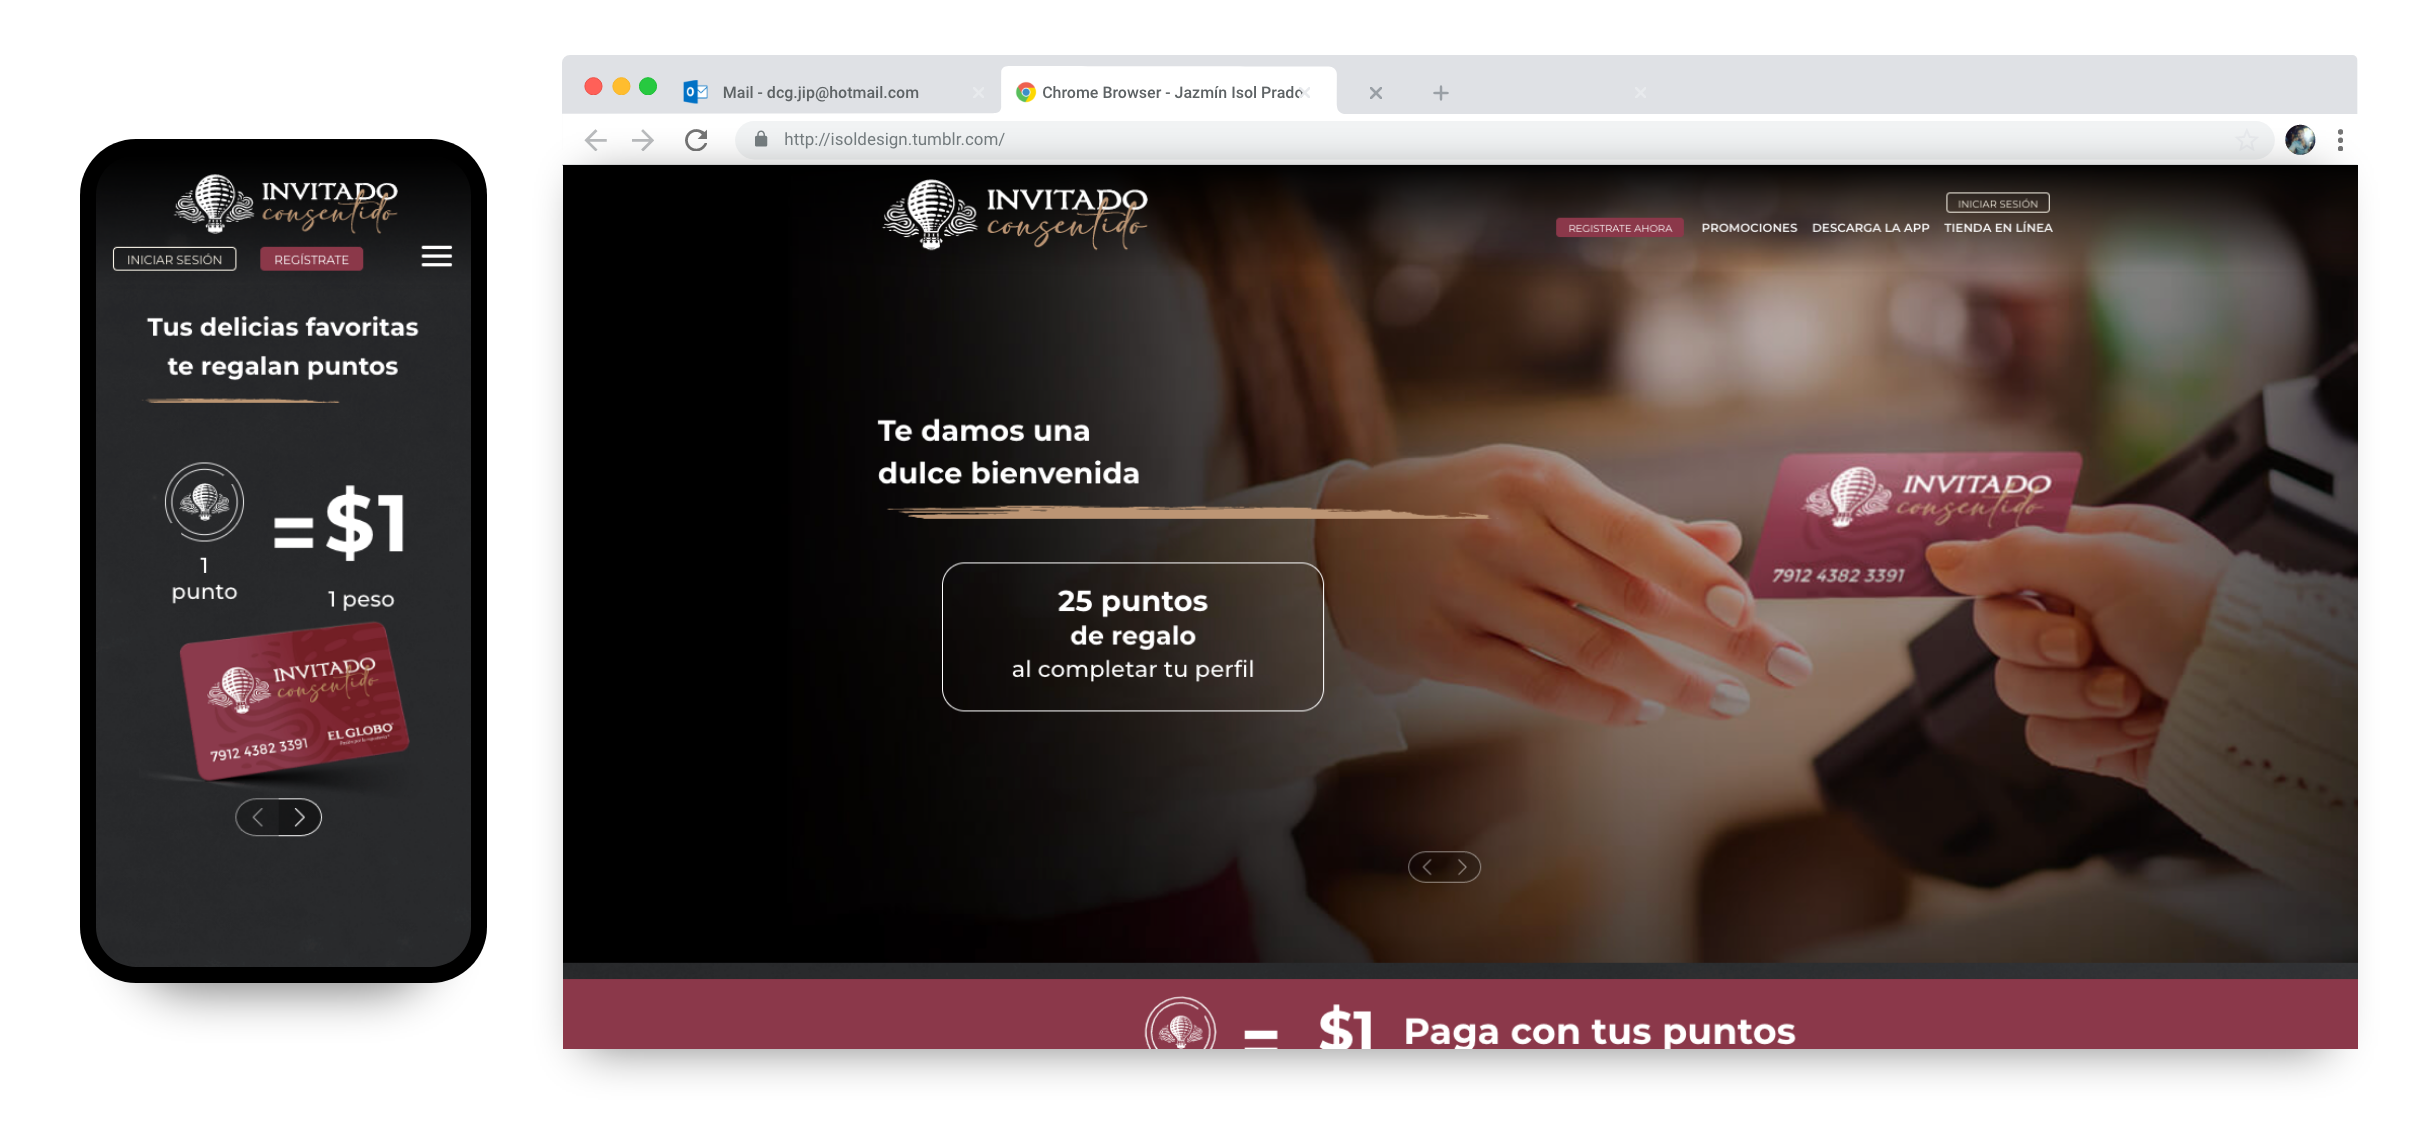 INVITADO
consentido
INICIAR SESIÓN
REGÍSTRATE
Tus delicias favoritas
te regalan puntos
= $1
1
punto
1 peso
INVITADO
consentido
7912 4382 3391
EL GLOBO
Mail - dcg.jip@hotmail.com
Chrome Browser - Jazmín Isol Prado
http://isoldesign.tumblr.com/
INVITADO
consentido
INICIAR SESIÓN
REGISTRATE AHORA
PROMOCIONES
DESCARGA LA APP
TIENDA EN LÍNEA
Te damos una
dulce bienvenida
25 puntos
de regalo
al completar tu perfil
INVITADO
consentido
7912 4382 3391
= $1 Paga con tus puntos